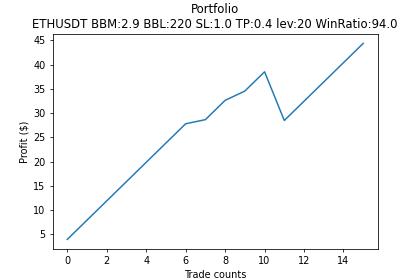 Portfolio
ETHUSDT BBM:2.9 BBL:220 SL:1.0 TP:0.4 lev:20 WinRatio:94.0
45
40
35
30
25
20
15
10
5
Profit ($)
0 2 4 6 8 10 12 14
Trade counts